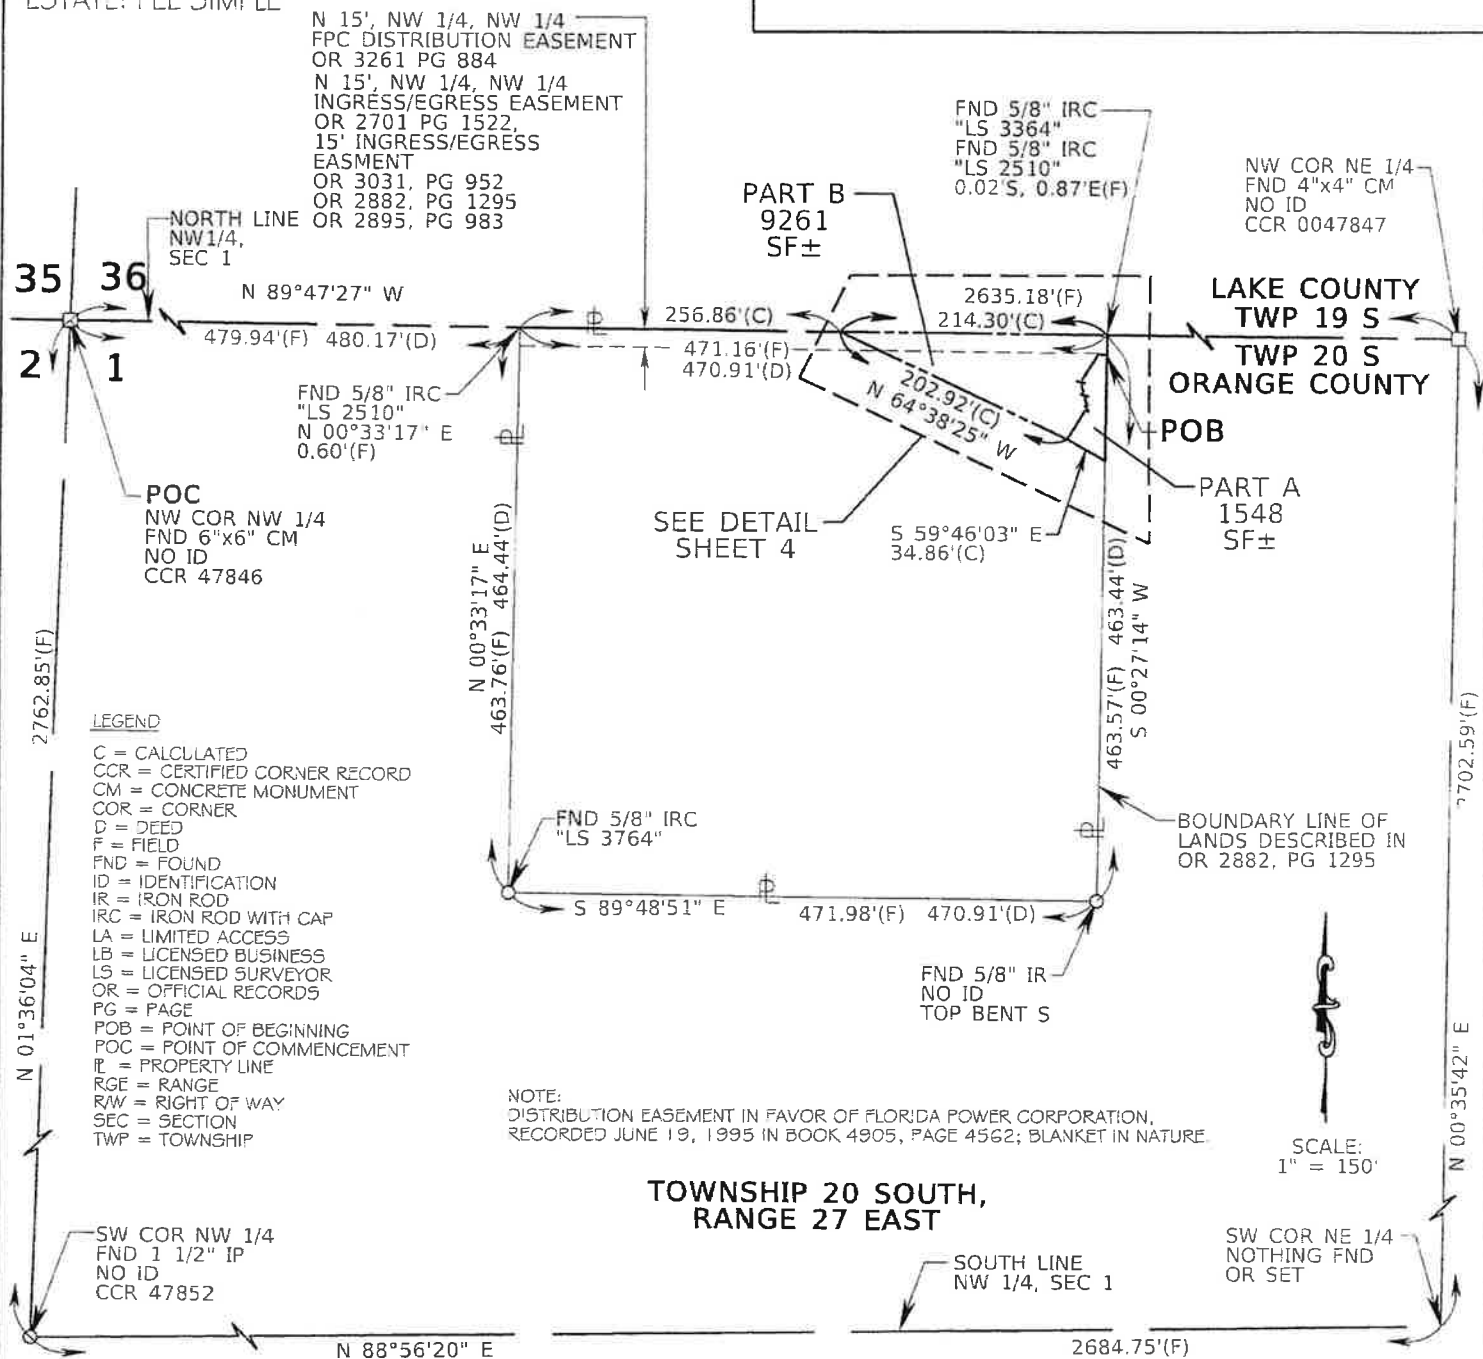 ESTATE: FEE SIMPLE
N 15', NW 1/4, NW 1/4
FPC DISTRIBUTION EASEMENT
OR 3261 PG 884
N 15', NW 1/4, NW 1/4
INGRESS/EGRESS EASEMENT
OR 2701 PG 1522,
15' INGRESS/EGRESS
EASMENT
OR 3031, PG 952
OR 2882, PG 1295
OR 2895, PG 983
NORTH LINE
NW1/4,
SEC 1
35 36
2 1
N 89°47'27" W
479.94'(F) 480.17'(D)
FND 5/8" IRC
"LS 2510"
N 00°33'17" E
0.60'(F)
POC
NW COR NW 1/4
FND 6"x6" CM
NO ID
CCR 47846
PART B
9261
SF±
FND 5/8" IRC
"LS 3364"
FND 5/8" IRC
"LS 2510"
0.02'S, 0.87'E(F)
NW COR NE 1/4
FND 4"x4" CM
NO ID
CCR 0047847
256.86'(C)
2635.18'(F)
214.30'(C)
471.16'(F)
470.91'(D)
LAKE COUNTY
TWP 19 S
TWP 20 S
ORANGE COUNTY
202.92'(C)
N 64°38'25" W
POB
PART A
1548
SF±
SEE DETAIL
SHEET 4
S 59°46'03" E
34.86'(C)
N 00°33'17" E
463.76'(F) 464.44'(D)
463.57'(F) 463.44'(D)
S 00°27'14" W
2762.85'(F)
N 01°36'04" E
2702.59'(F)
N 00°35'42" E
LEGEND
C = CALCULATED
CCR = CERTIFIED CORNER RECORD
CM = CONCRETE MONUMENT
COR = CORNER
D = DEED
F = FIELD
FND = FOUND
ID = IDENTIFICATION
IR = IRON ROD
IRC = IRON ROD WITH CAP
LA = LIMITED ACCESS
LB = LICENSED BUSINESS
LS = LICENSED SURVEYOR
OR = OFFICIAL RECORDS
PG = PAGE
POB = POINT OF BEGINNING
POC = POINT OF COMMENCEMENT
PL = PROPERTY LINE
RGE = RANGE
R/W = RIGHT OF WAY
SEC = SECTION
TWP = TOWNSHIP
FND 5/8" IRC
"LS 3764"
S 89°48'51" E
471.98'(F) 470.91'(D)
BOUNDARY LINE OF
LANDS DESCRIBED IN
OR 2882, PG 1295
FND 5/8" IR
NO ID
TOP BENT S
NOTE:
DISTRIBUTION EASEMENT IN FAVOR OF FLORIDA POWER CORPORATION,
RECORDED JUNE 19, 1995 IN BOOK 4905, PAGE 4562; BLANKET IN NATURE.
SCALE:
1" = 150'
TOWNSHIP 20 SOUTH,
RANGE 27 EAST
SW COR NW 1/4
FND 1 1/2" IP
NO ID
CCR 47852
SOUTH LINE
NW 1/4, SEC 1
SW COR NE 1/4
NOTHING FND
OR SET
N 88°56'20" E
2684.75'(F)